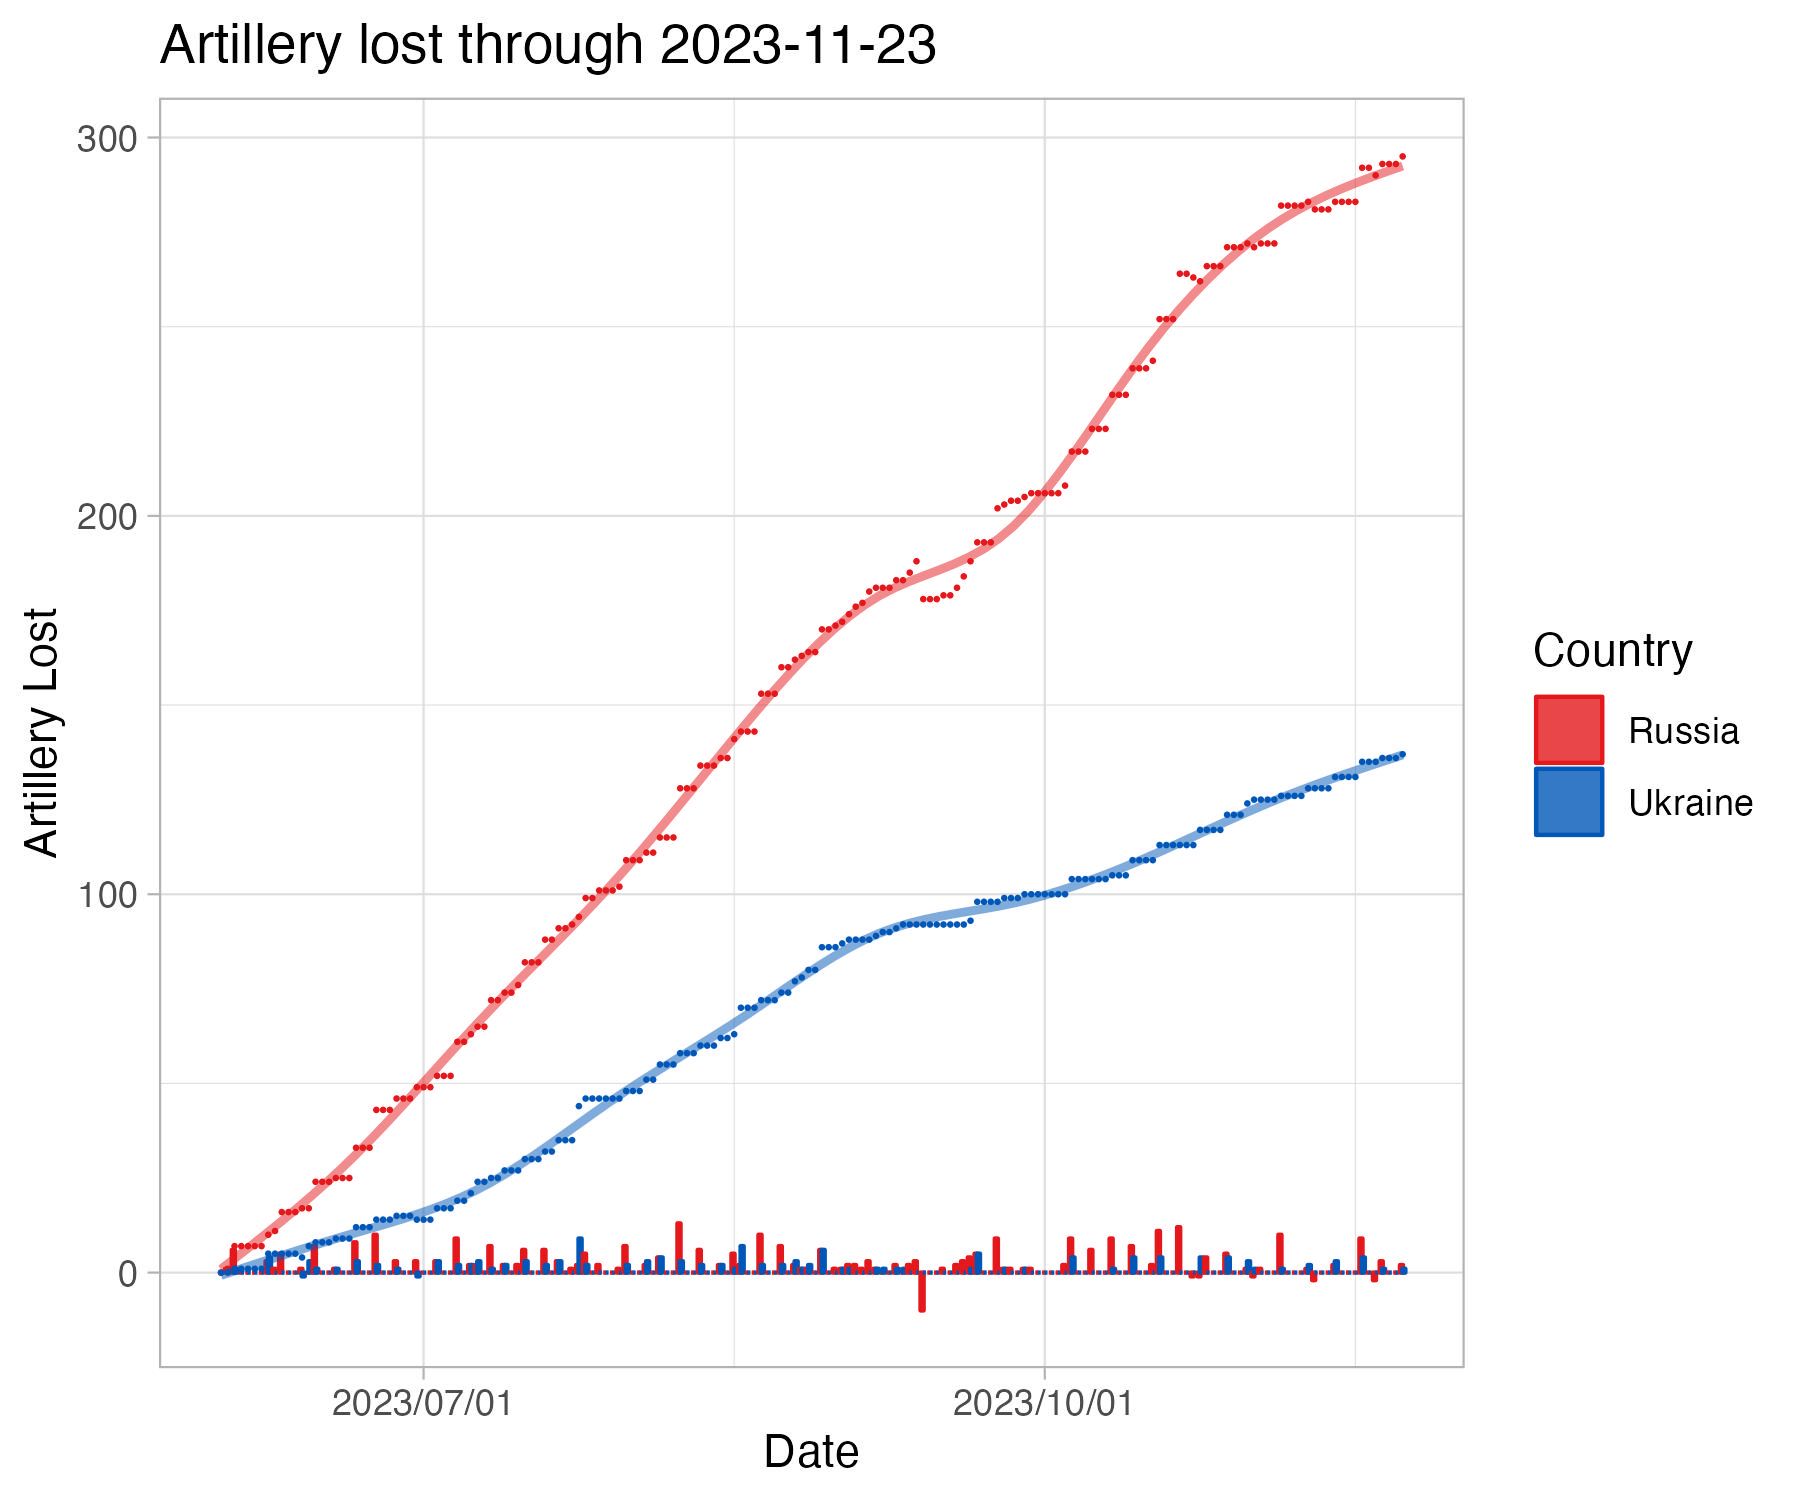 Artillery lost through 2023-11-23
300
200
100
0
Artillery Lost
2023/07/01
2023/10/01
Date
Country
Russia
Ukraine